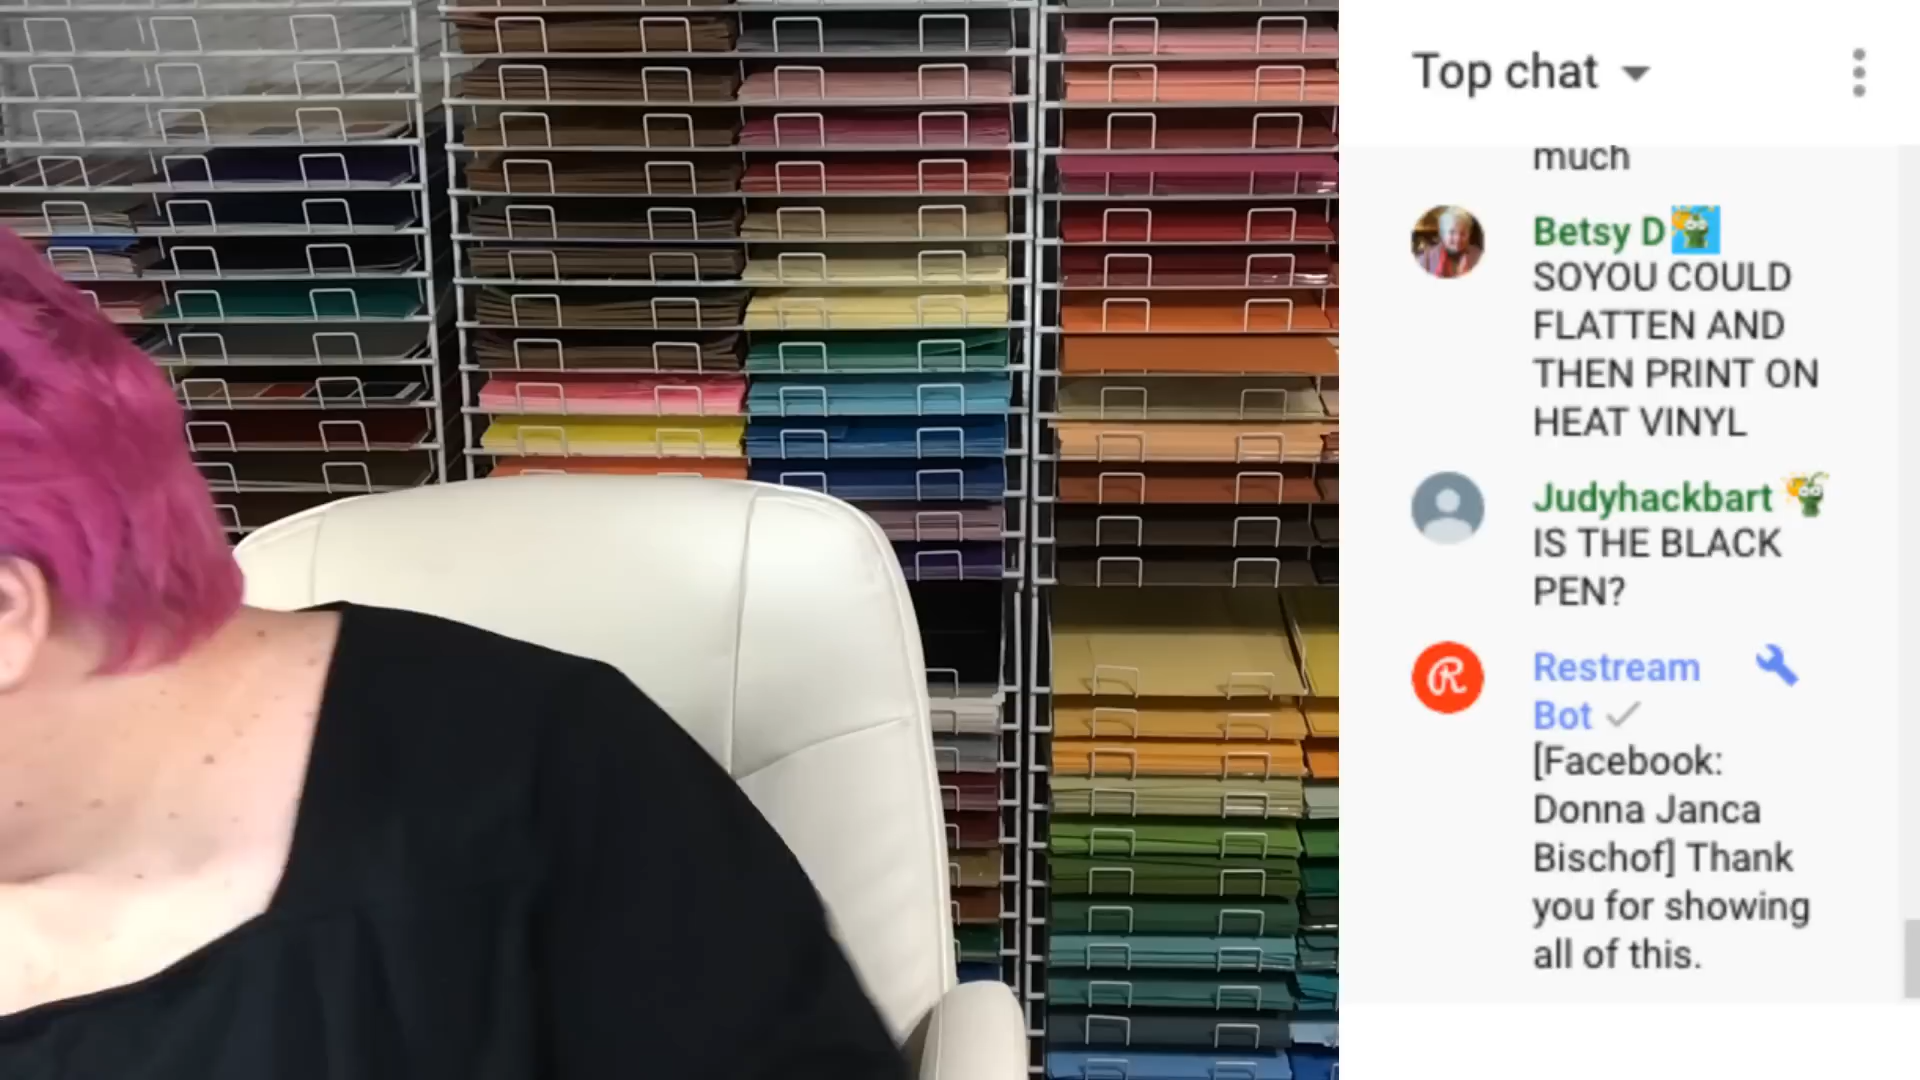 Top chat
much
Betsy D
SOYOU COULD
FLATTEN AND
THEN PRINT ON
HEAT VINYL
Judyhackbart
IS THE BLACK
PEN?
Restream
Bot
[Facebook:
Donna Janca
Bischof] Thank
you for showing
all of this.